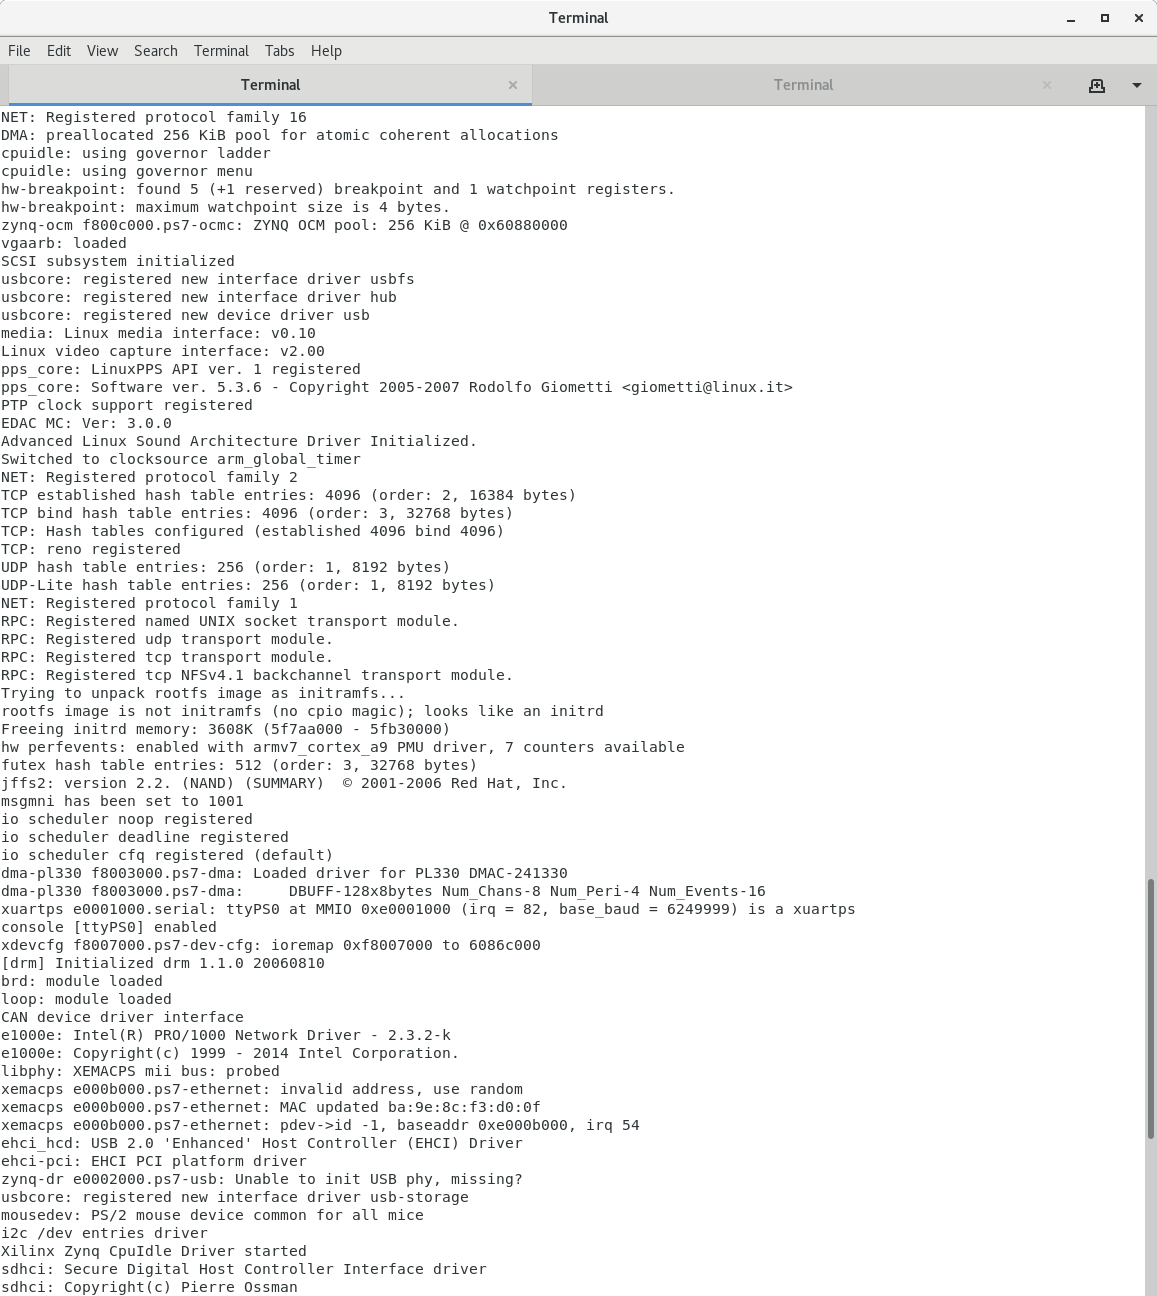 Terminal
File Edit View Search Terminal Tabs Help
Terminal Terminal
NET: Registered protocol family 16
DMA: preallocated 256 KiB pool for atomic coherent allocations
cpuidle: using governor ladder
cpuidle: using governor menu
hw-breakpoint: found 5 (+1 reserved) breakpoint and 1 watchpoint registers.
hw-breakpoint: maximum watchpoint size is 4 bytes.
zynq-ocm f800c000.ps7-ocmc: ZYNQ OCM pool: 256 KiB @ 0x60880000
vgaarb: loaded
SCSI subsystem initialized
usbcore: registered new interface driver usbfs
usbcore: registered new interface driver hub
usbcore: registered new device driver usb
media: Linux media interface: v0.10
Linux video capture interface: v2.00
pps_core: LinuxPPS API ver. 1 registered
pps_core: Software ver. 5.3.6 - Copyright 2005-2007 Rodolfo Giometti <giometti@linux.it>
PTP clock support registered
EDAC MC: Ver: 3.0.0
Advanced Linux Sound Architecture Driver Initialized.
Switched to clocksource arm_global_timer
NET: Registered protocol family 2
TCP established hash table entries: 4096 (order: 2, 16384 bytes)
TCP bind hash table entries: 4096 (order: 3, 32768 bytes)
TCP: Hash tables configured (established 4096 bind 4096)
TCP: reno registered
UDP hash table entries: 256 (order: 1, 8192 bytes)
UDP-Lite hash table entries: 256 (order: 1, 8192 bytes)
NET: Registered protocol family 1
RPC: Registered named UNIX socket transport module.
RPC: Registered udp transport module.
RPC: Registered tcp transport module.
RPC: Registered tcp NFSv4.1 backchannel transport module.
Trying to unpack rootfs image as initramfs...
rootfs image is not initramfs (no cpio magic); looks like an initrd
Freeing initrd memory: 3608K (5f7aa000 - 5fb30000)
hw perfevents: enabled with armv7_cortex_a9 PMU driver, 7 counters available
futex hash table entries: 512 (order: 3, 32768 bytes)
jffs2: version 2.2. (NAND) (SUMMARY)  © 2001-2006 Red Hat, Inc.
msgmni has been set to 1001
io scheduler noop registered
io scheduler deadline registered
io scheduler cfq registered (default)
dma-pl330 f8003000.ps7-dma: Loaded driver for PL330 DMAC-241330
dma-pl330 f8003000.ps7-dma:     DBUFF-128x8bytes Num_Chans-8 Num_Peri-4 Num_Events-16
xuartps e0001000.serial: ttyPS0 at MMIO 0xe0001000 (irq = 82, base_baud = 6249999) is a xuartps
console [ttyPS0] enabled
xdevcfg f8007000.ps7-dev-cfg: ioremap 0xf8007000 to 6086c000
[drm] Initialized drm 1.1.0 20060810
brd: module loaded
loop: module loaded
CAN device driver interface
e1000e: Intel(R) PRO/1000 Network Driver - 2.3.2-k
e1000e: Copyright(c) 1999 - 2014 Intel Corporation.
libphy: XEMACPS mii bus: probed
xemacps e000b000.ps7-ethernet: invalid address, use random
xemacps e000b000.ps7-ethernet: MAC updated ba:9e:8c:f3:d0:0f
xemacps e000b000.ps7-ethernet: pdev->id -1, baseaddr 0xe000b000, irq 54
ehci_hcd: USB 2.0 'Enhanced' Host Controller (EHCI) Driver
ehci-pci: EHCI PCI platform driver
zynq-dr e0002000.ps7-usb: Unable to init USB phy, missing?
usbcore: registered new interface driver usb-storage
mousedev: PS/2 mouse device common for all mice
i2c /dev entries driver
Xilinx Zynq CpuIdle Driver started
sdhci: Secure Digital Host Controller Interface driver
sdhci: Copyright(c) Pierre Ossman